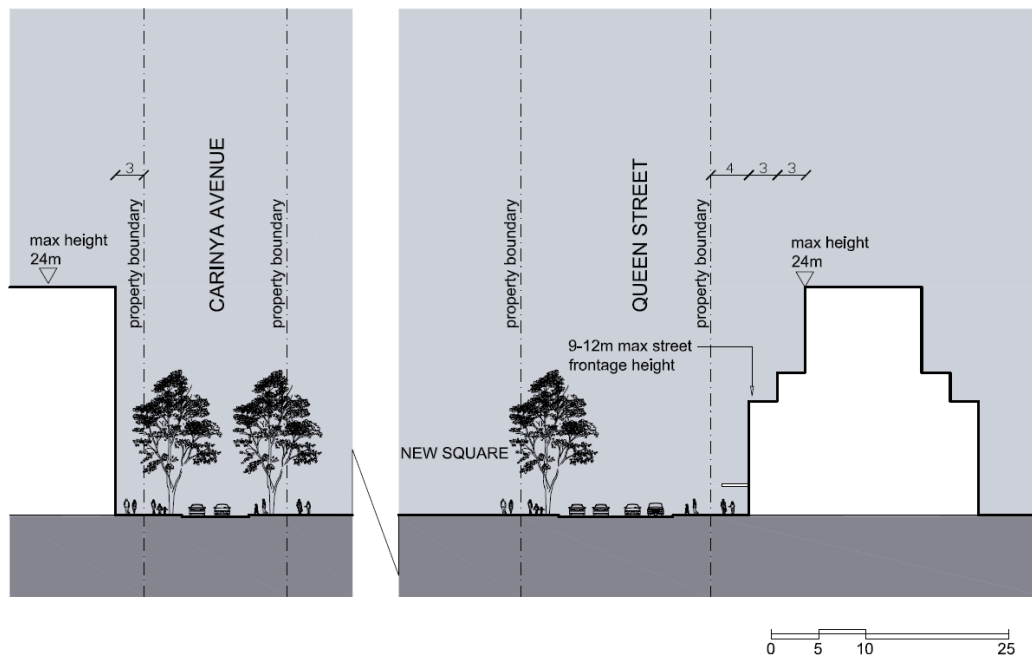 3
CARINYA AVENUE
property boundary
property boundary
max height
24m
4
3
3
QUEEN STREET
property boundary
property boundary
max height
24m
9-12m max street
frontage height
NEW SQUARE
0
5
10
25